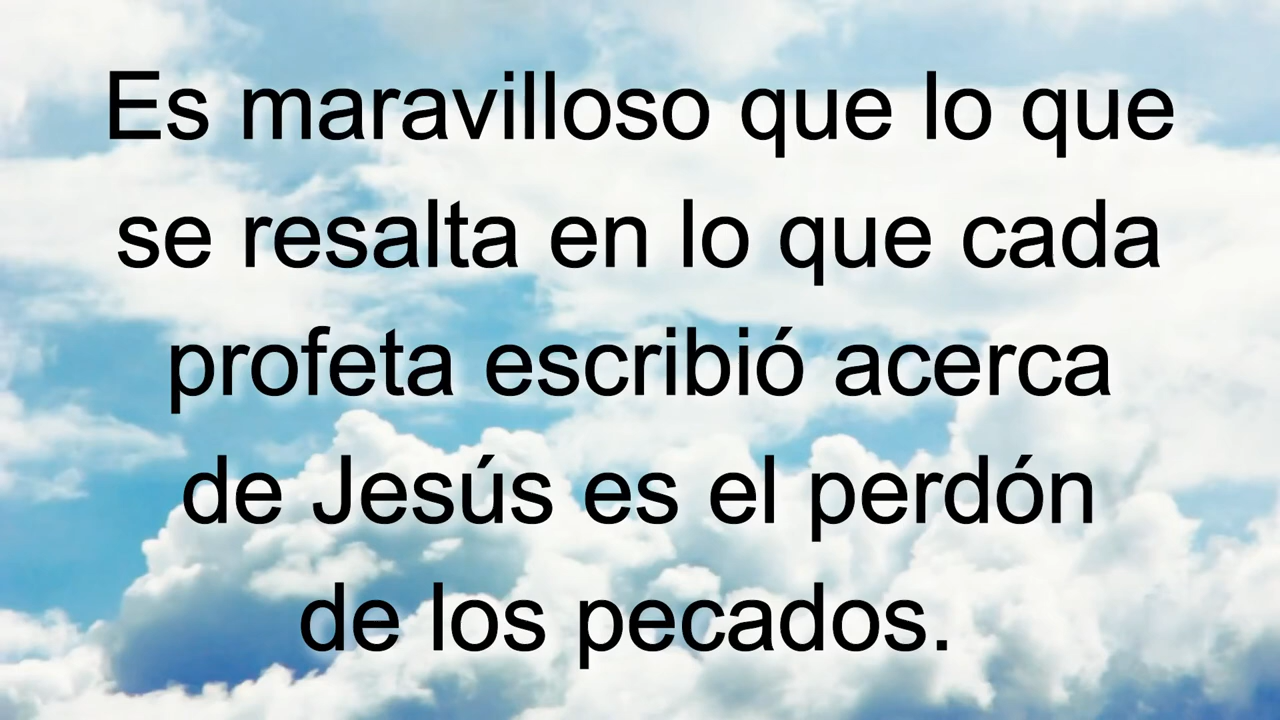 Es maravilloso que lo que
se resalta en lo que cada
profeta escribió acerca
de Jesús es el perdón
de los pecados.